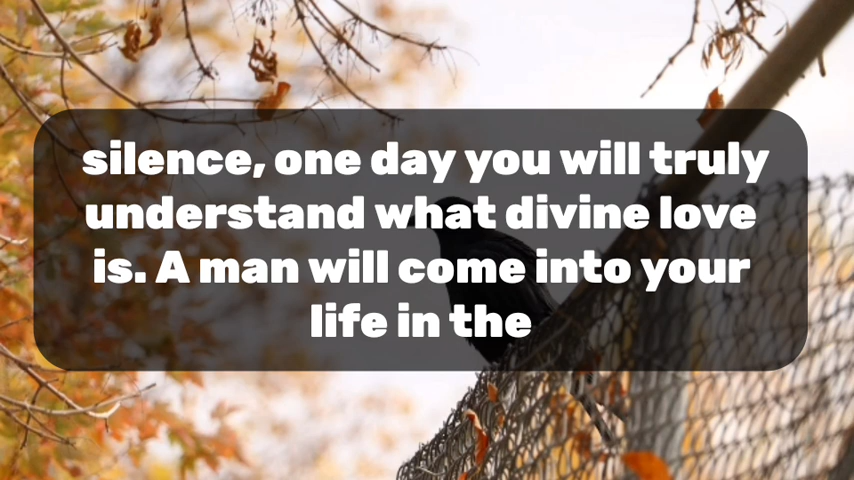 silence, one day you will truly
understand what divine love
is. A man will come into your
life in the